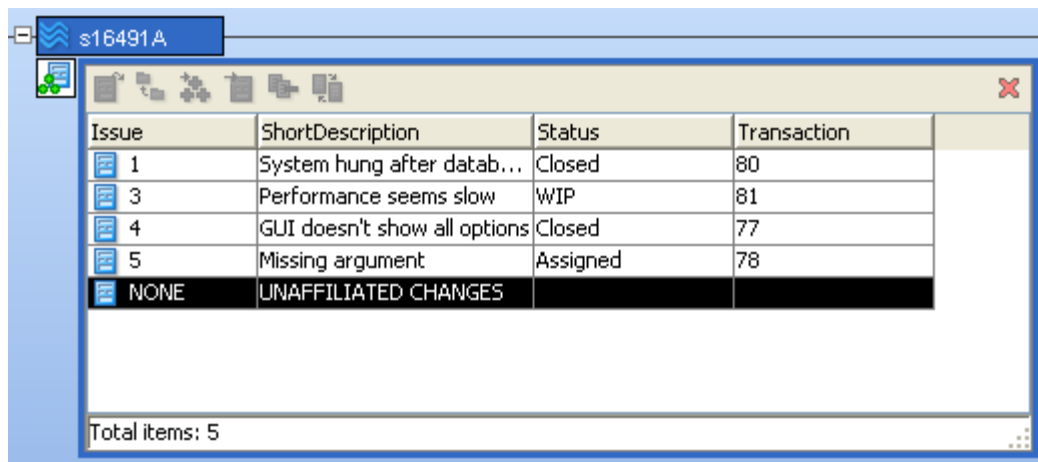 s16491A
Issue ShortDescription Status Transaction
1 System hung after datab... Closed 80
3 Performance seems slow WIP 81
4 GUI doesn't show all options Closed 77
5 Missing argument Assigned 78
NONE UNAFFILIATED CHANGES
Total items: 5